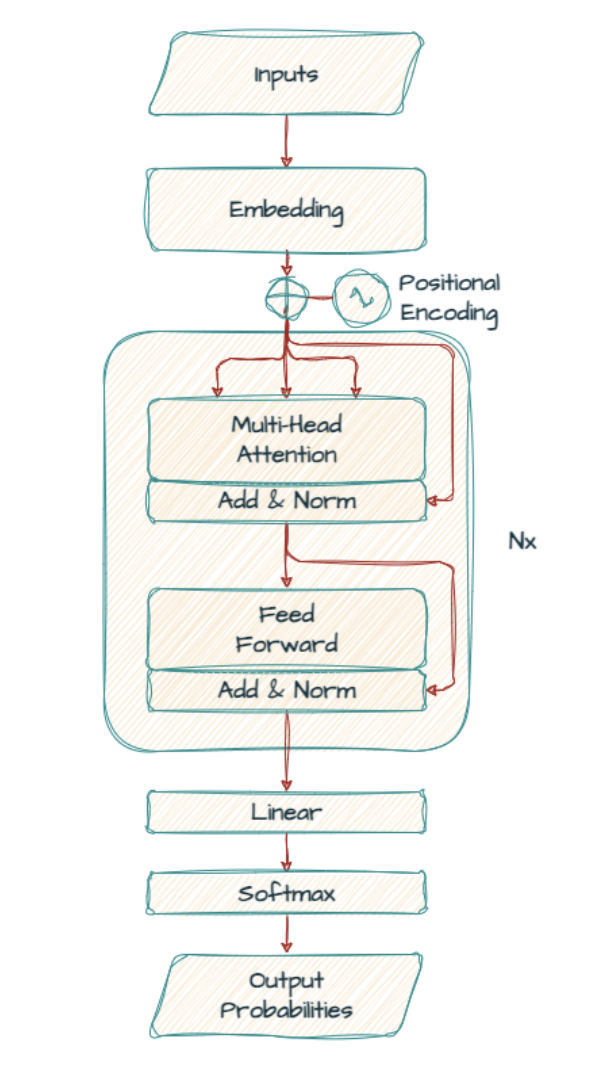 Inputs
Embedding
Positional
Encoding
Multi-Head
Attention
Add & Norm
Nx
Feed
Forward
Add & Norm
Linear
Softmax
Output
Probabilities